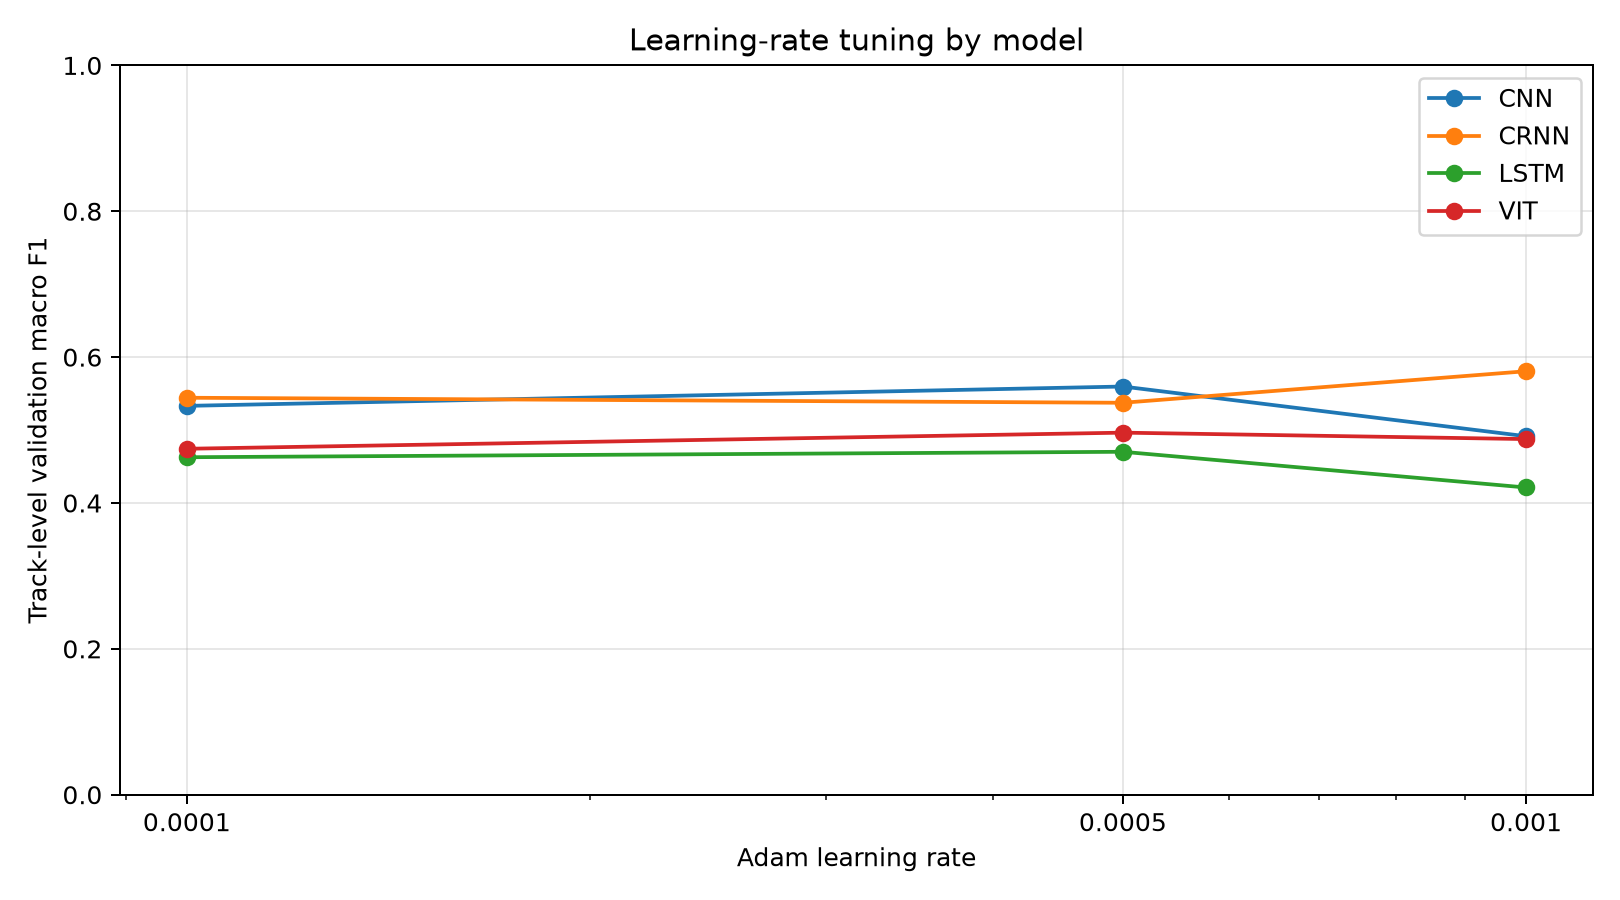 Learning-rate tuning by model
1.0
0.8
0.6
0.4
0.2
0.0
Track-level validation macro F1
CNN
CRNN
LSTM
VIT
0.0001
0.0005
0.001
Adam learning rate